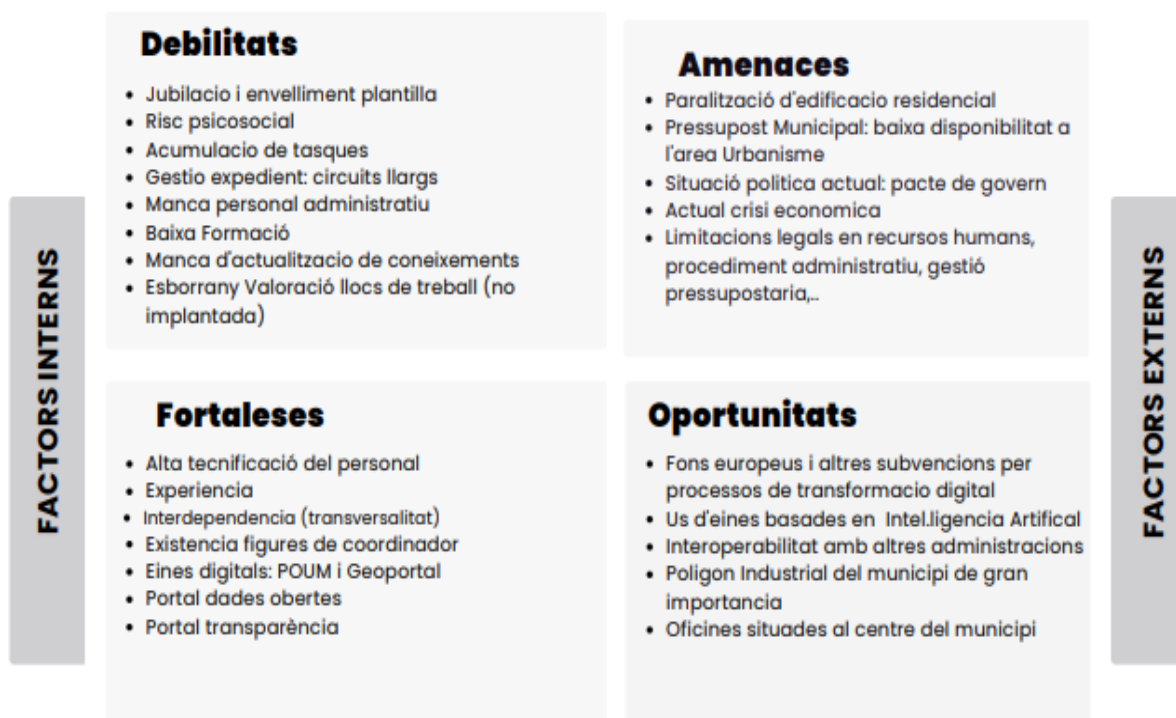 FACTORS INTERNS
Debilitats
• Jubilacio i envelliment plantilla
• Risc psicosocial
• Acumulacio de tasques
• Gestio expedient: circuits llargs
• Manca personal administratiu
• Baixa Formació
• Manca d'actualitzacio de coneixements
• Esborrany Valoració llocs de treball (no
implantada)
Amenaces
• Paralització d'edificacio residencial
• Pressupost Municipal: baixa disponibilitat a
l'area Urbanisme
• Situació politica actual: pacte de govern
• Actual crisi economica
• Limitacions legals en recursos humans,
procediment administratiu, gestió
pressupostaria,..
Fortaleses
• Alta tecnificació del personal
• Experiencia
• Interdependencia (transversalitat)
• Existencia figures de coordinador
• Eines digitals: POUM i Geoportal
• Portal dades obertes
• Portal transparència
Oportunitats
• Fons europeus i altres subvencions per
processos de transformacio digital
• Us d'eines basades en Intel.ligencia Artifical
• Interoperabilitat amb altres administracions
• Poligon Industrial del municipi de gran
importancia
• Oficines situades al centre del municipi
FACTORS EXTERNS